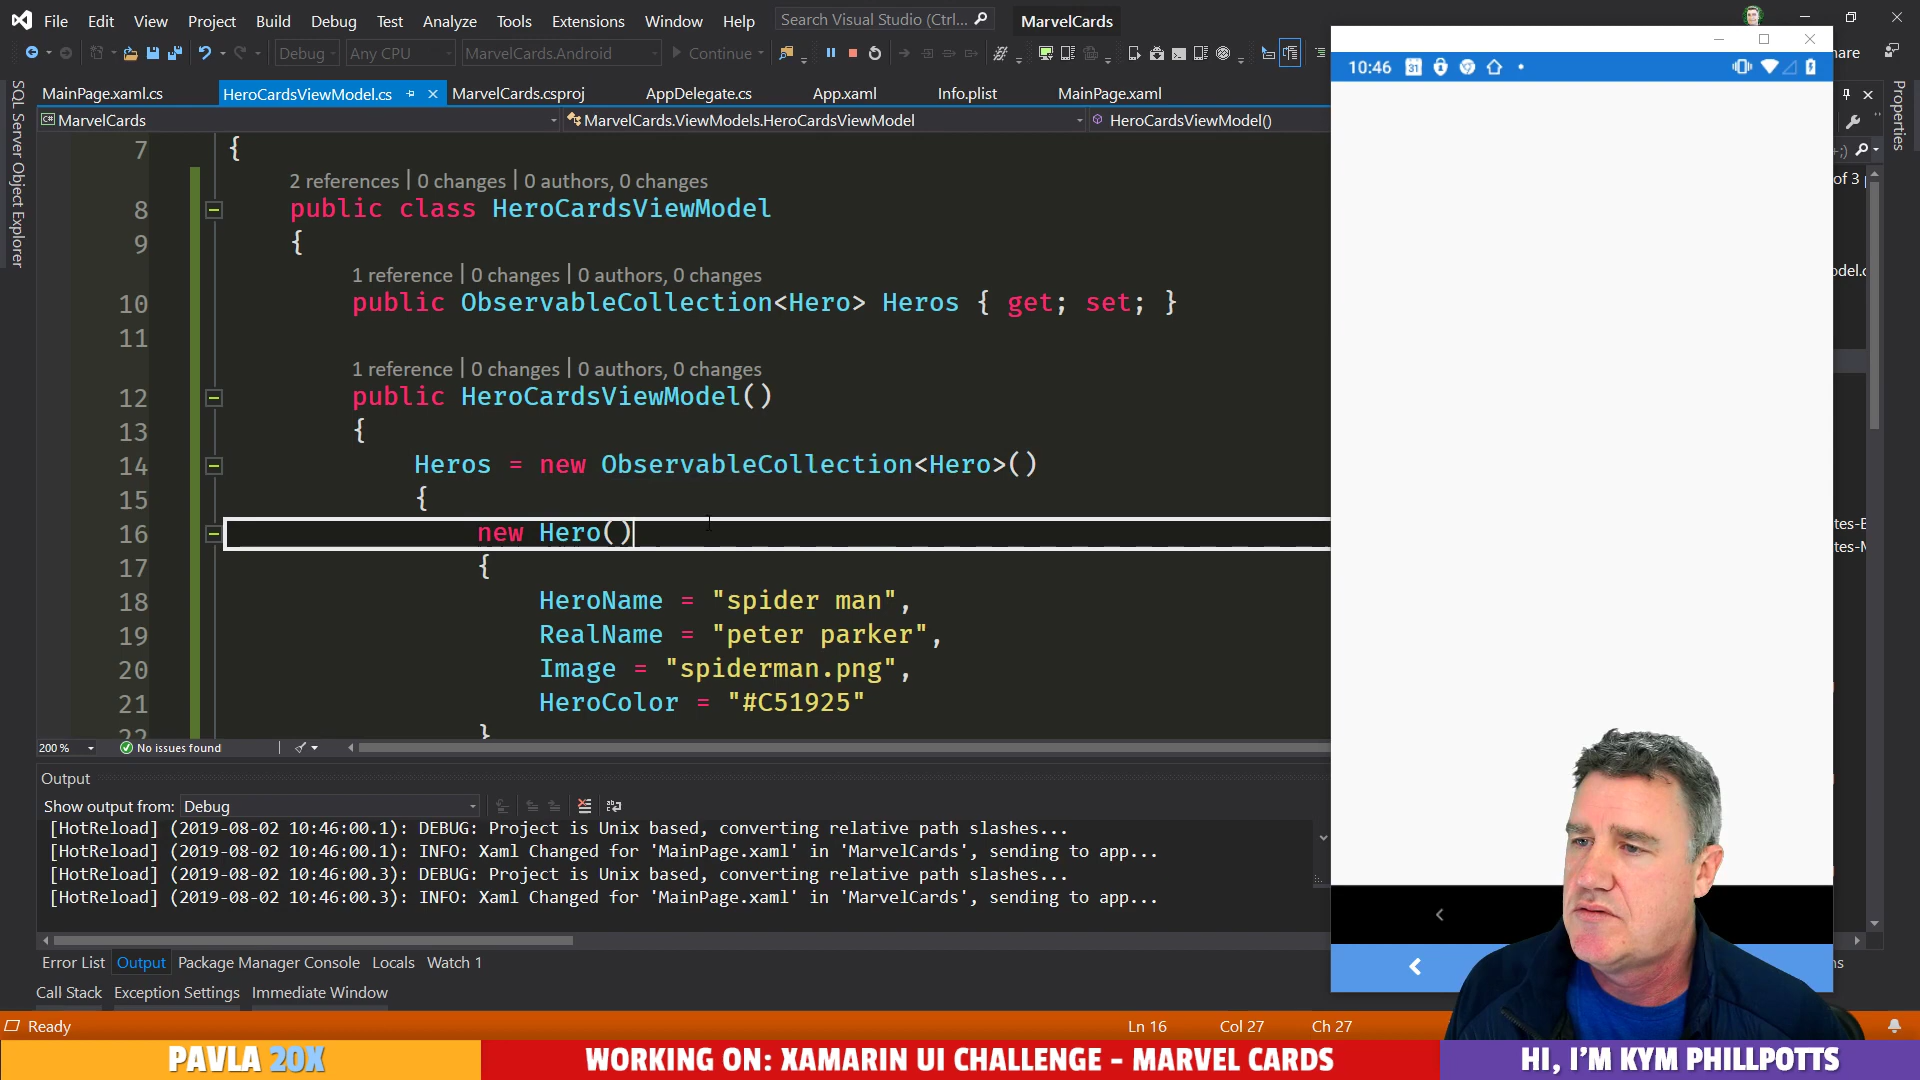 File Edit View Project Build Debug Test Analyze Tools Extensions Window Help Search Visual Studio (Ctrl... MarvelCards
Debug Any CPU MarvelCards.Android Continue
MainPage.xaml.cs HeroCardsViewModel.cs MarvelCards.csproj AppDelegate.cs App.xaml Info.plist MainPage.xaml
MarvelCards MarvelCards.ViewModels.HeroCardsViewModel HeroCardsViewModel()
SQL Server Object Explorer
Properties
7 {
2 references | 0 changes | 0 authors, 0 changes
8 public class HeroCardsViewModel
9 {
1 reference | 0 changes | 0 authors, 0 changes
10 public ObservableCollection<Hero> Heros { get; set; }
11
1 reference | 0 changes | 0 authors, 0 changes
12 public HeroCardsViewModel()
13 {
14 Heros = new ObservableCollection<Hero>()
15 {
16 new Hero()
17 {
18 HeroName = "spider man",
19 RealName = "peter parker",
20 Image = "spiderman.png",
21 HeroColor = "#C51925"
22 }
200 % No issues found
Output
Show output from: Debug
[HotReload] (2019-08-02 10:46:00.1): DEBUG: Project is Unix based, converting relative path slashes...
[HotReload] (2019-08-02 10:46:00.1): INFO: Xaml Changed for 'MainPage.xaml' in 'MarvelCards', sending to app...
[HotReload] (2019-08-02 10:46:00.3): DEBUG: Project is Unix based, converting relative path slashes...
[HotReload] (2019-08-02 10:46:00.3): INFO: Xaml Changed for 'MainPage.xaml' in 'MarvelCards', sending to app...
Error List Output Package Manager Console Locals Watch 1
Call Stack Exception Settings Immediate Window
Ready Ln 16 Col 27 Ch 27
10:46 31
PAVLA 20X WORKING ON: XAMARIN UI CHALLENGE - MARVEL CARDS HI, I'M KYM PHILLPOTTS